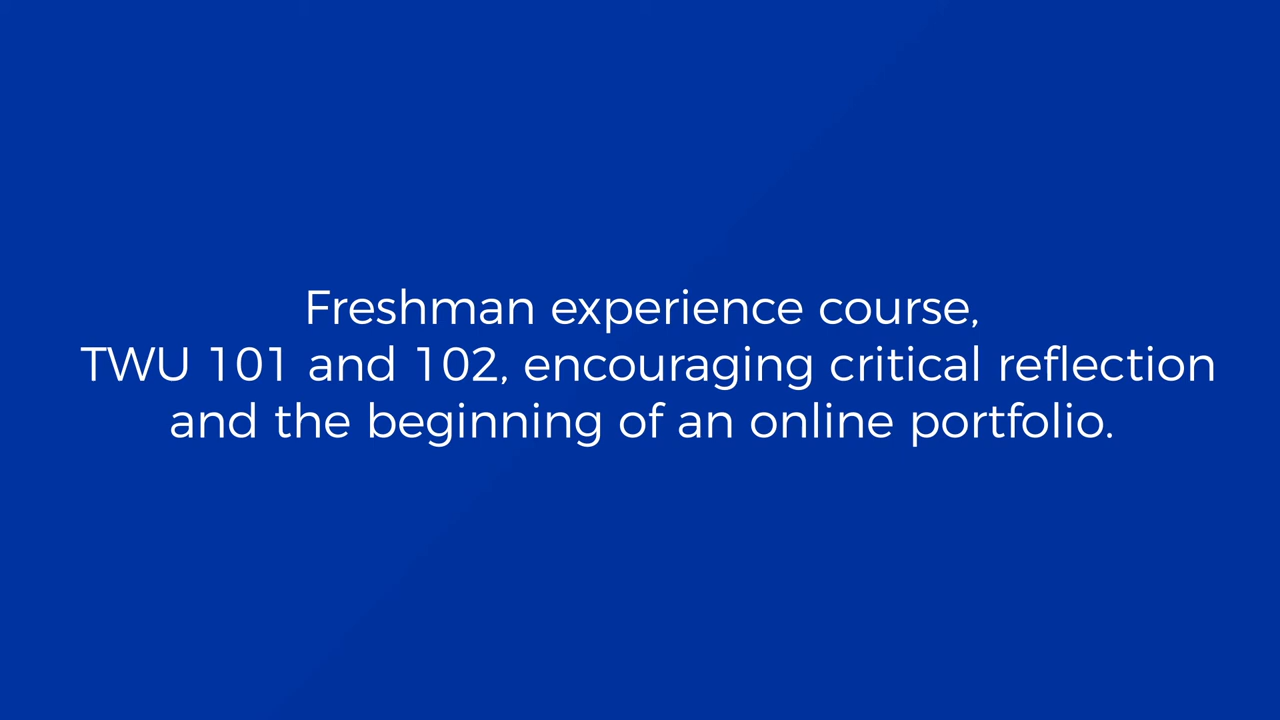 Freshman experience course,
TWU 101 and 102, encouraging critical reflection
and the beginning of an online portfolio.